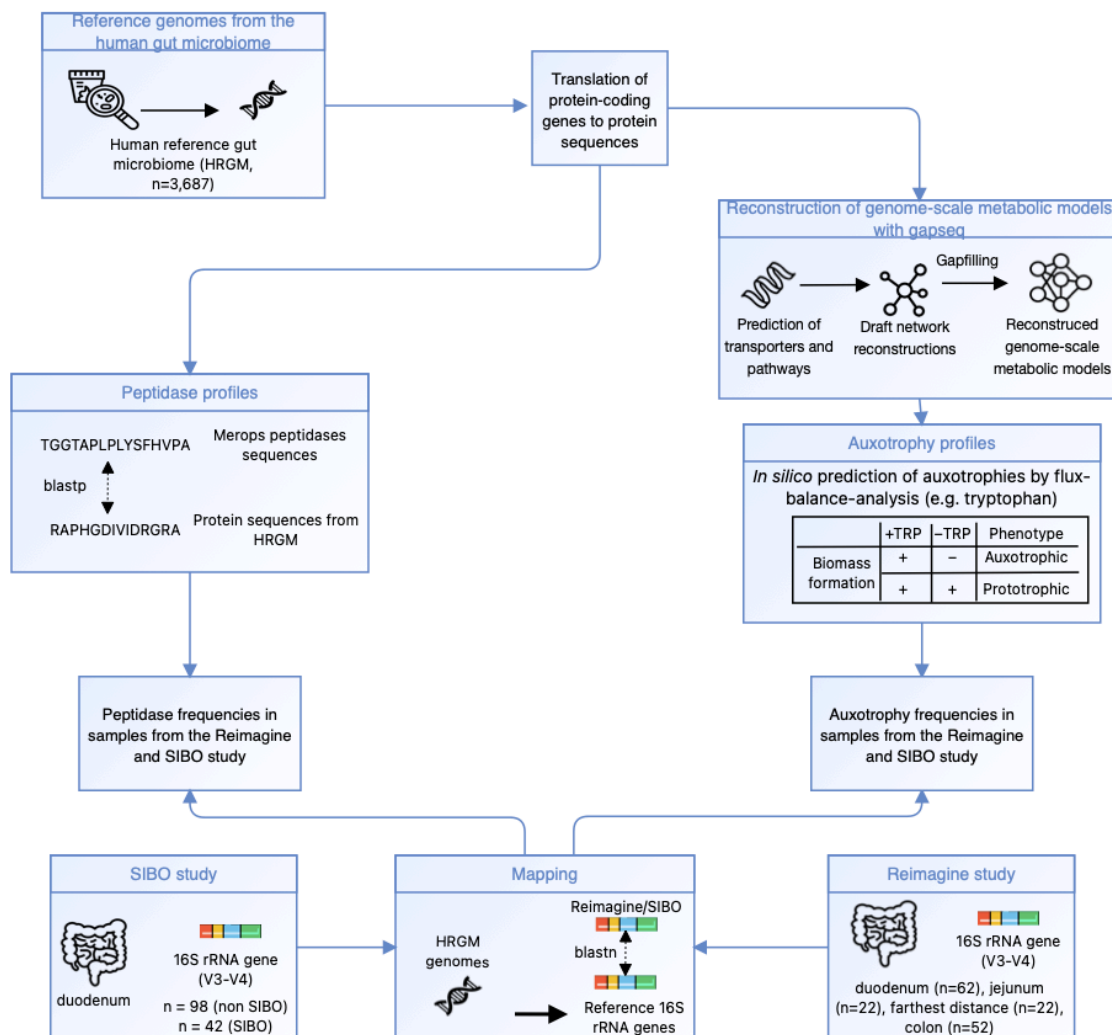 Reference genomes from the
human gut microbiome
Human reference gut
microbiome (HRGM,
n=3,687)
Translation of
protein-coding
genes to protein
sequences
Reconstruction of genome-scale metabolic models
with gapseq
Gapfilling
Prediction of
transporters and
pathways
Draft network
reconstructions
Reconstruced
genome-scale
metabolic models
Peptidase profiles
TGGTAPLPLYSFHVPA
Merops peptidases
sequences
blastp
RAPHGDIVIDRGRA
Protein sequences from
HRGM
Auxotrophy profiles
In silico prediction of auxotrophies by flux-
balance-analysis (e.g. tryptophan)
+TRP −TRP Phenotype
Biomass
formation
+ − Auxotrophic
+ + Prototrophic
Peptidase frequencies in
samples from the Reimagine
and SIBO study
Auxotrophy frequencies in
samples from the Reimagine
and SIBO study
SIBO study
duodenum
16S rRNA gene
(V3-V4)
n = 98 (non SIBO)
n = 42 (SIBO)
Mapping
HRGM
genomes
Reimagine/SIBO
blastn
Reference 16S
rRNA genes
Reimagine study
16S rRNA gene
(V3-V4)
duodenum (n=62), jejunum
(n=22), farthest distance (n=22),
colon (n=52)